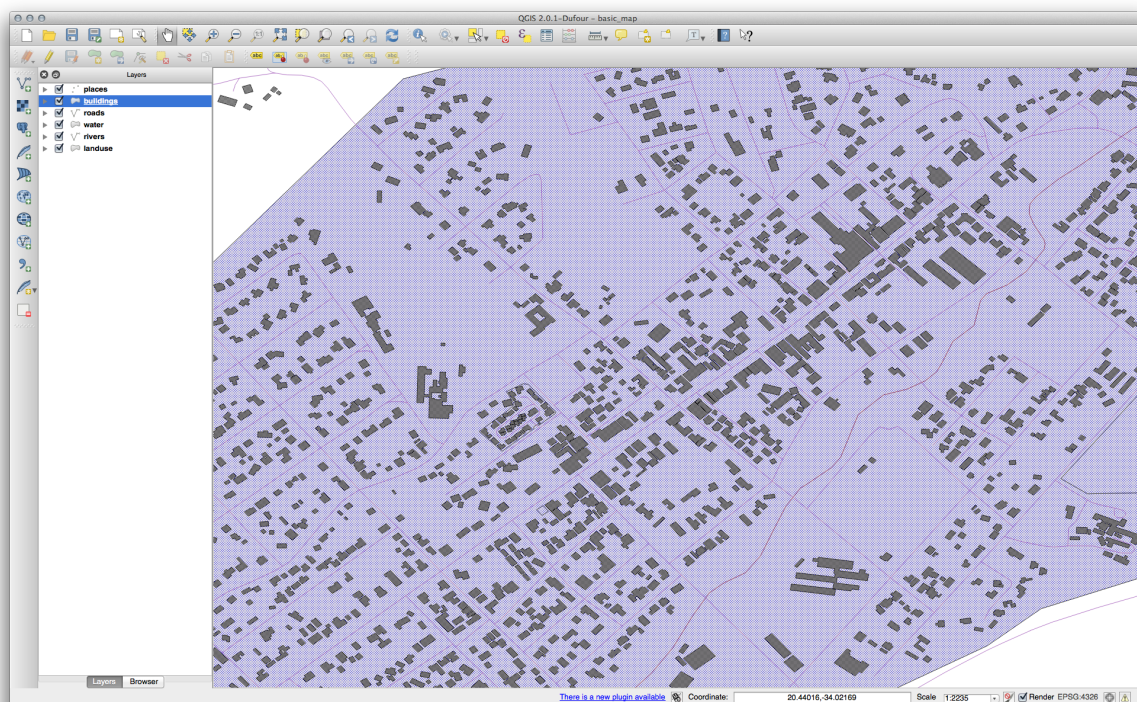 QGIS 2.0.1-Dufour - basic_map
Layers
places
buildings
roads
water
rivers
landuse
Layers Browser
There is a new plugin available Coordinate: 20.44016,-34.02169 Scale 1:2235 Render EPSG:4326